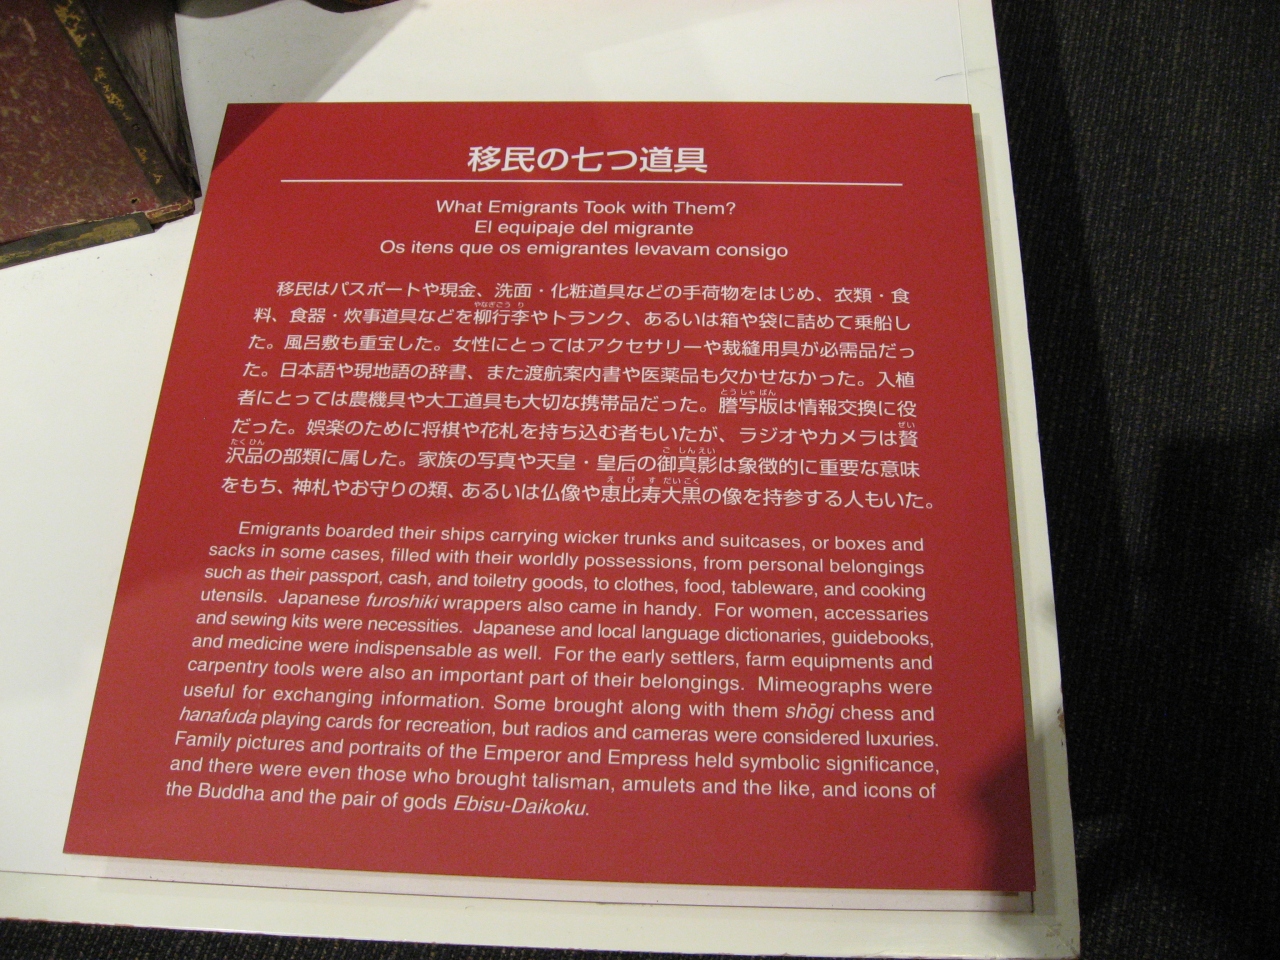 移民の七つ道具
What Emigrants Took with Them?
El equipaje del migrante
Os itens que os emigrantes levavam consigo
移民はパスポートや現金、洗面・化粧道具などの手荷物をはじめ、衣類・食
料、食器・炊事道具などを柳行李やトランク、あるいは箱や袋に詰めて乗船し
た。風呂敷も重宝した。女性にとってはアクセサリーや裁縫用具が必需品だっ
た。日本語や現地語の辞書、また渡航案内書や医薬品も欠かせなかった。入植
者にとっては農機具や大工道具も大切な携帯品だった。謄写版は情報交換に役
だった。娯楽のために将棋や花札を持ち込む者もいたが、ラジオやカメラは贅
沢品の部類に属した。家族の写真や天皇・皇后の御真影は象徴的に重要な意味
をもち、神札やお守りの類、あるいは仏像や恵比寿大黒の像を持参する人もいた。
Emigrants boarded their ships carrying wicker trunks and suitcases, or boxes and
sacks in some cases, filled with their worldly possessions, from personal belongings
such as their passport, cash, and toiletry goods, to clothes, food, tableware, and cooking
utensils. Japanese furoshiki wrappers also came in handy. For women, accessaries
and sewing kits were necessities. Japanese and local language dictionaries, guidebooks,
and medicine were indispensable as well. For the early settlers, farm equipments and
carpentry tools were also an important part of their belongings. Mimeographs were
useful for exchanging information. Some brought along with them shōgi chess and
hanafuda playing cards for recreation, but radios and cameras were considered luxuries.
Family pictures and portraits of the Emperor and Empress held symbolic significance,
and there were even those who brought talisman, amulets and the like, and icons of
the Buddha and the pair of gods Ebisu-Daikoku.